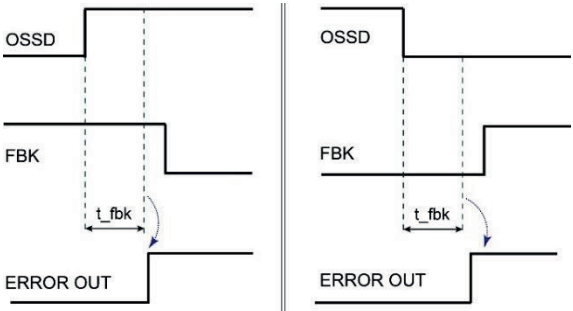 OSSD
FBK
t_fbk
ERROR OUT
OSSD
FBK
t_fbk
ERROR OUT